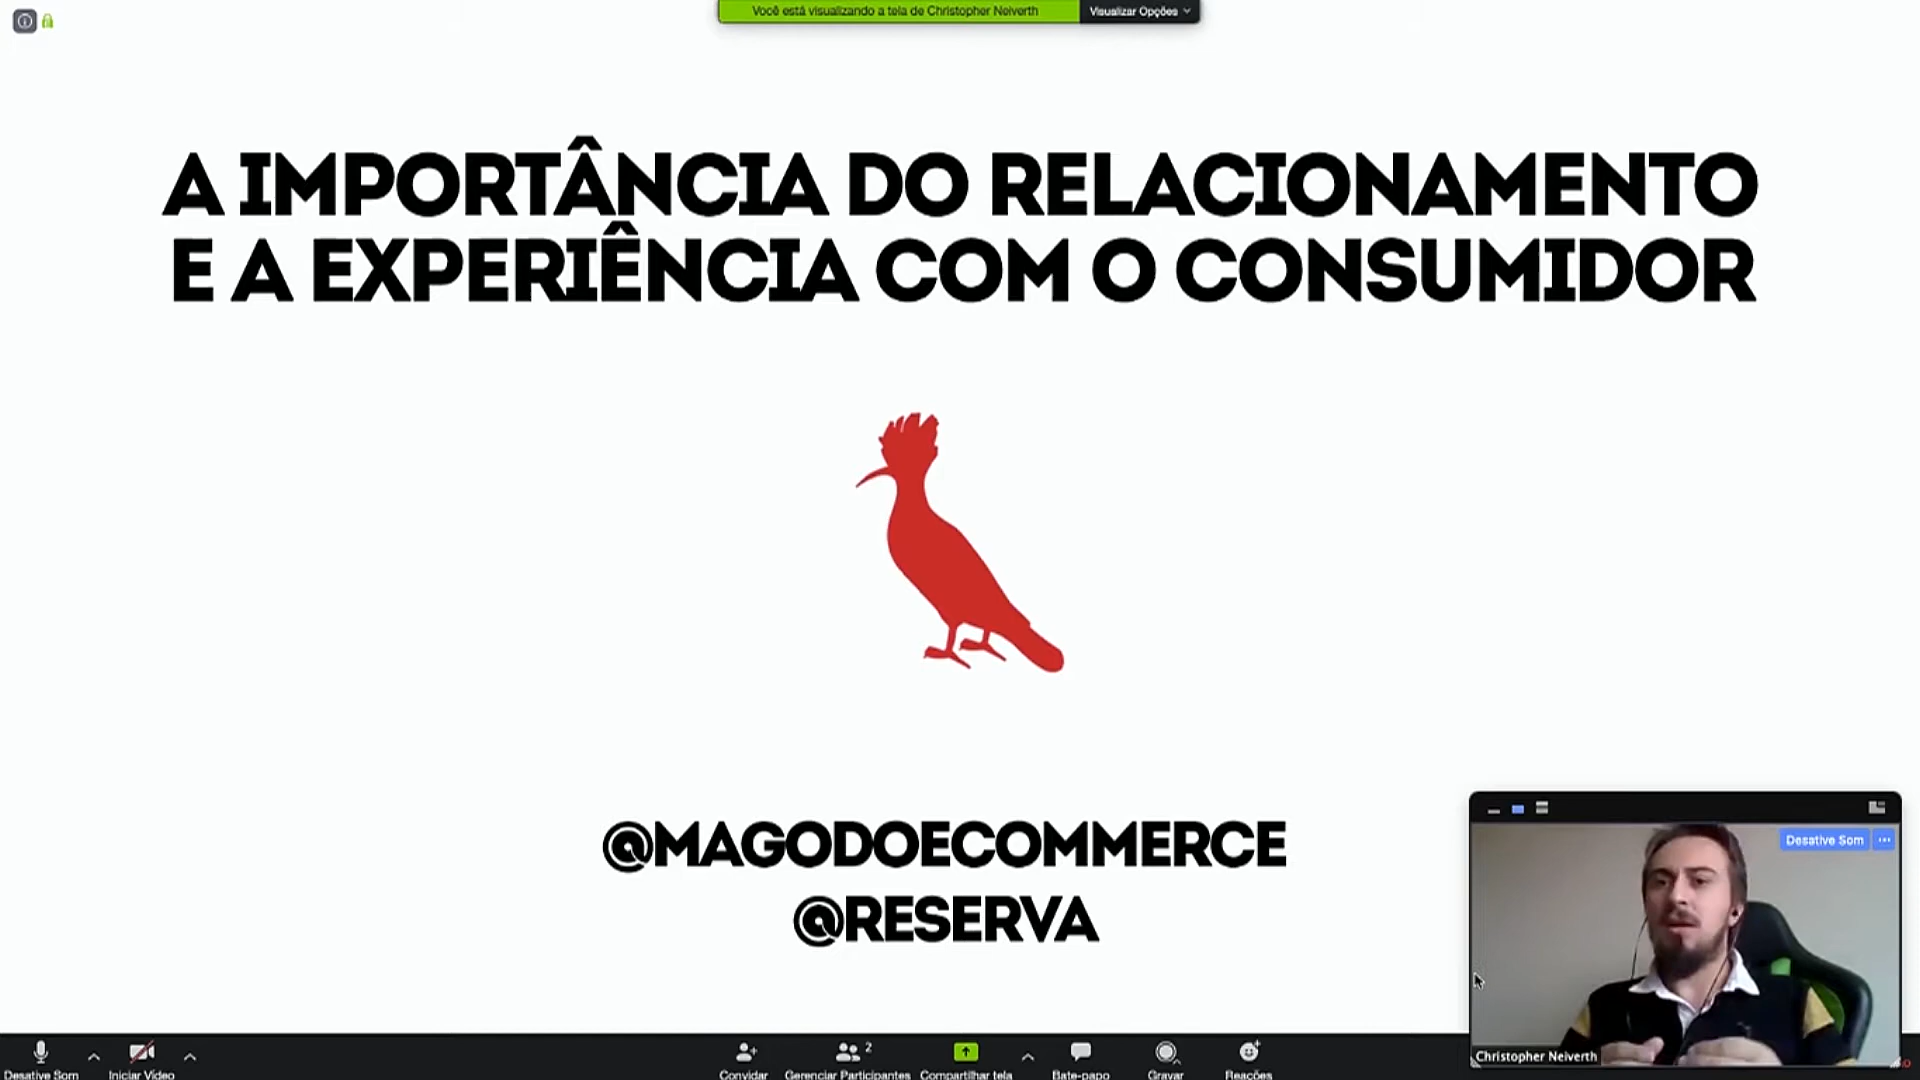 Você está visualizando a tela de Christopher Neiverth
Visualizar Opções
A IMPORTÂNCIA DO RELACIONAMENTO
E A EXPERIÊNCIA COM O CONSUMIDOR
@MAGODOECOMMERCE
@RESERVA
Desative Som
Christopher Neiverth
Desative Som
Iniciar Vídeo
Convidar
2
Gerenciar Participantes
Compartilhar tela
Bate-papo
Gravar
Reações